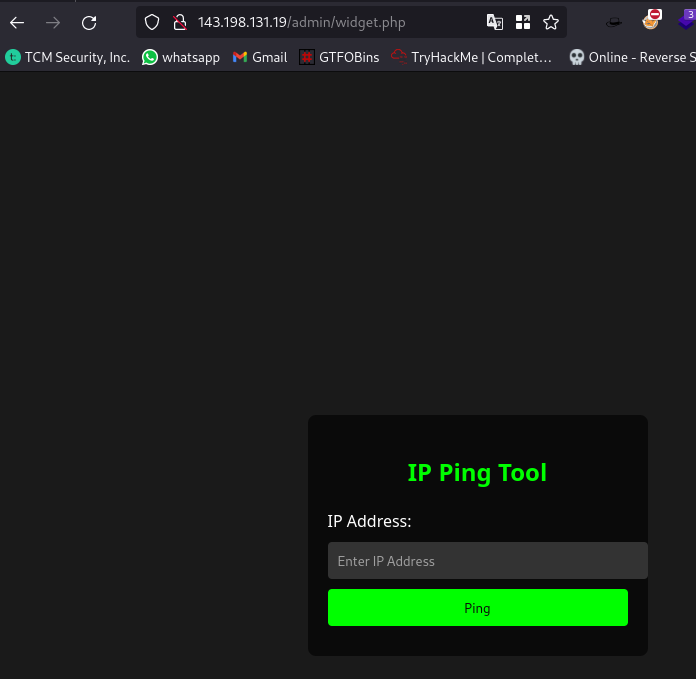 143.198.131.19/admin/widget.php
TCM Security, Inc. whatsapp Gmail GTFOBins TryHackMe | Complet… Online - Reverse S
3
IP Ping Tool
IP Address:
Enter IP Address
Ping